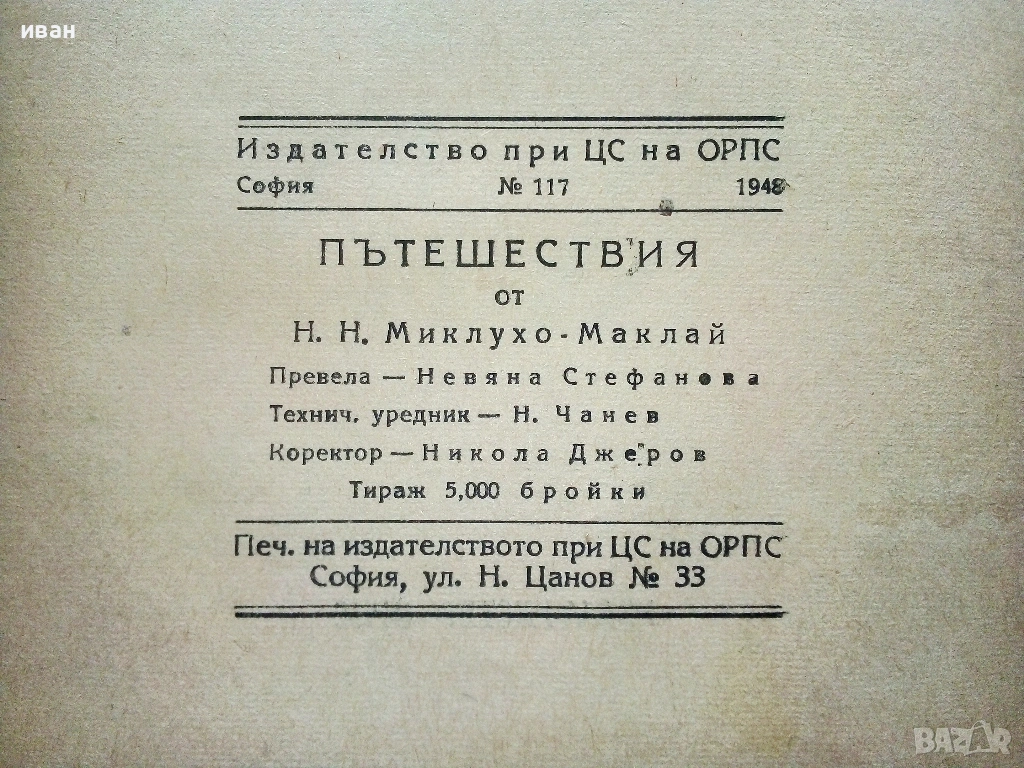 иван
Издателство при ЦС на ОРПС
София № 117 1948
ПЪТЕШЕСТВИЯ
от
Н. Н. Миклухо-Маклай
Превела — Невяна Стефанова
Технич. уредник — Н. Чанев
Коректор — Никола Джеров
Тираж 5,000 бройки
Печ. на издателството при ЦС на ОРПС
София, ул. Н. Цанов № 33
BAZAR